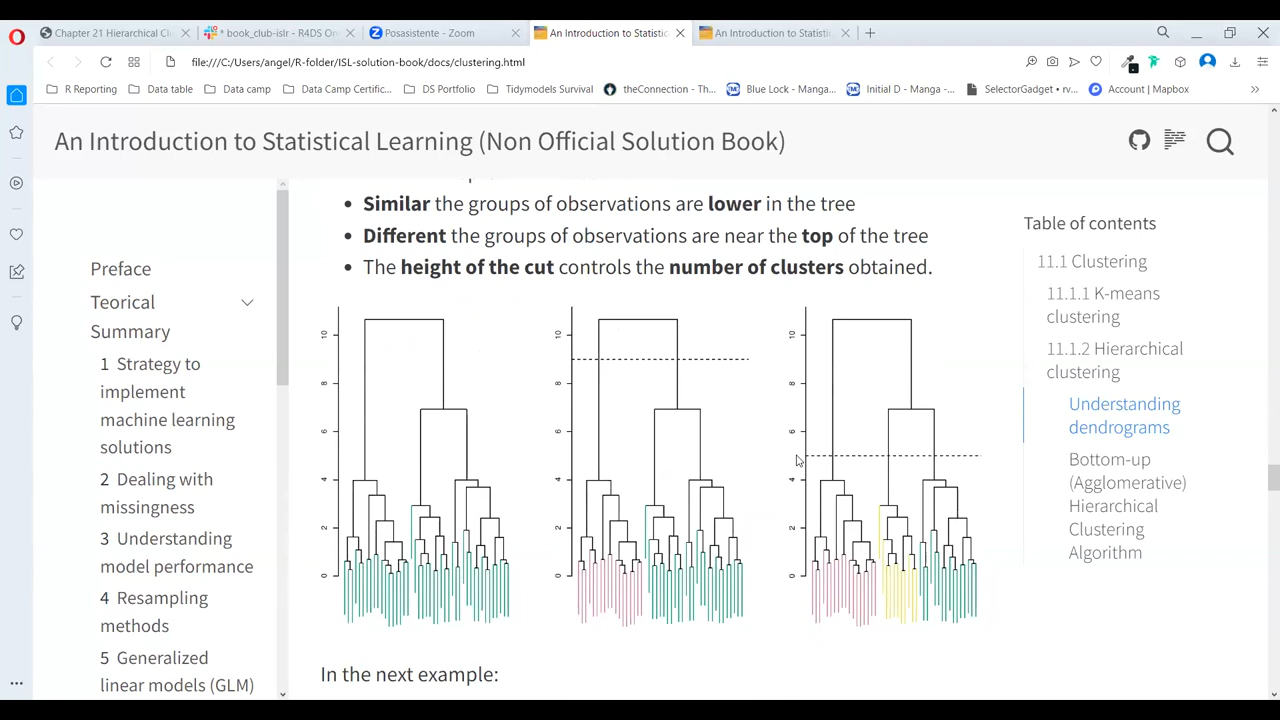 Chapter 21 Hierarchical Cl
* book_club-islr - R4DS On
Posasistente - Zoom
An Introduction to Statistic
An Introduction to Statisti
file:///C:/Users/angel/R-folder/ISL-solution-book/docs/clustering.html
R Reporting
Data table
Data camp
Data Camp Certific...
DS Portfolio
Tidymodels Survival
theConnection - Th...
Blue Lock - Manga...
Initial D - Manga -...
SelectorGadget • rv...
Account | Mapbox
An Introduction to Statistical Learning (Non Official Solution Book)
Preface
Teorical
Summary
1 Strategy to
implement
machine learning
solutions
2 Dealing with
missingness
3 Understanding
model performance
4 Resampling
methods
5 Generalized
linear models (GLM)
• Similar the groups of observations are lower in the tree
• Different the groups of observations are near the top of the tree
• The height of the cut controls the number of clusters obtained.
10
8
6
4
2
0
10
8
6
4
2
0
10
8
6
4
2
0
In the next example:
Table of contents
11.1 Clustering
11.1.1 K-means
clustering
11.1.2 Hierarchical
clustering
Understanding
dendrograms
Bottom-up
(Agglomerative)
Hierarchical
Clustering
Algorithm